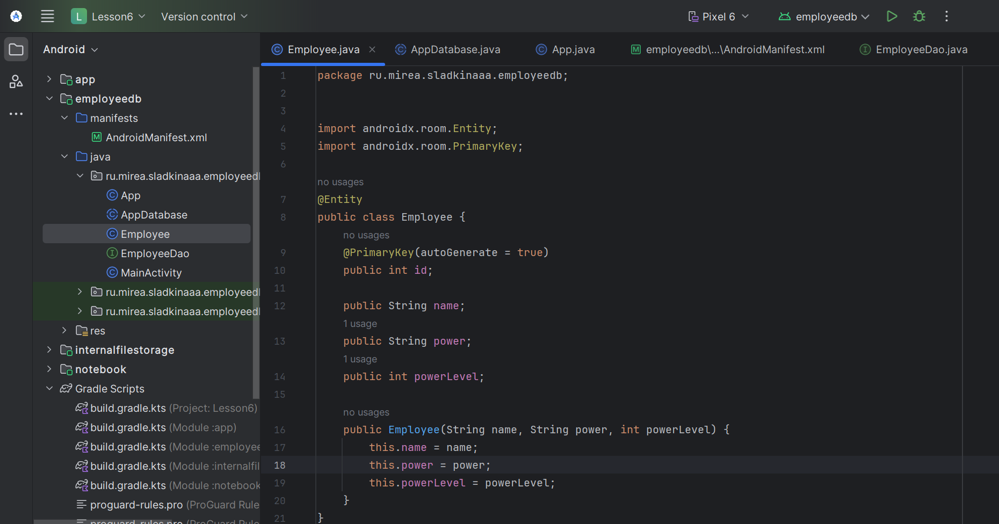 L Lesson6 Version control Pixel 6 employeedb
Android
app
employeedb
manifests
AndroidManifest.xml
java
ru.mirea.sladkinaaa.employeed
App
AppDatabase
Employee
EmployeeDao
MainActivity
ru.mirea.sladkinaaa.employeed
ru.mirea.sladkinaaa.employeed
res
internalfilestorage
notebook
Gradle Scripts
build.gradle.kts (Project: Lesson6)
build.gradle.kts (Module :app)
build.gradle.kts (Module :employee
build.gradle.kts (Module :internalfil
build.gradle.kts (Module :notebook
proguard-rules.pro (ProGuard Rule
proguard-rules.pro (ProGuard Rule
Employee.java AppDatabase.java App.java employeedb\...\AndroidManifest.xml EmployeeDao.java
1 package ru.mirea.sladkinaaa.employeedb;
2
3
4 import androidx.room.Entity;
5 import androidx.room.PrimaryKey;
6
no usages
7 @Entity
8 public class Employee {
no usages
9 @PrimaryKey(autoGenerate = true)
10 public int id;
11
12 public String name;
1 usage
13 public String power;
1 usage
14 public int powerLevel;
15
no usages
16 public Employee(String name, String power, int powerLevel) {
17 this.name = name;
18 this.power = power;
19 this.powerLevel = powerLevel;
20 }
21 }